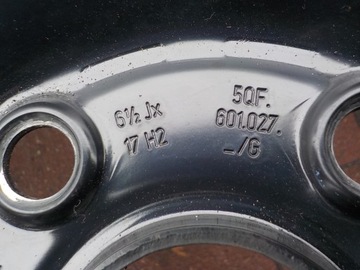 6½ Jx
17 H2
5QF.
601.027.
_/G